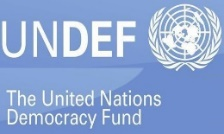 UNDEF
The United Nations
Democracy Fund